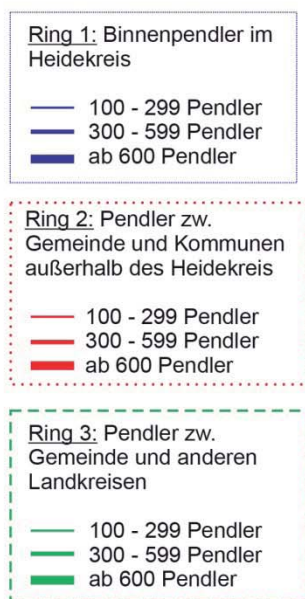 Ring 1: Binnenpendler im
Heidekreis
100 - 299 Pendler
300 - 599 Pendler
ab 600 Pendler
Ring 2: Pendler zw.
Gemeinde und Kommunen
außerhalb des Heidekreis
100 - 299 Pendler
300 - 599 Pendler
ab 600 Pendler
Ring 3: Pendler zw.
Gemeinde und anderen
Landkreisen
100 - 299 Pendler
300 - 599 Pendler
ab 600 Pendler